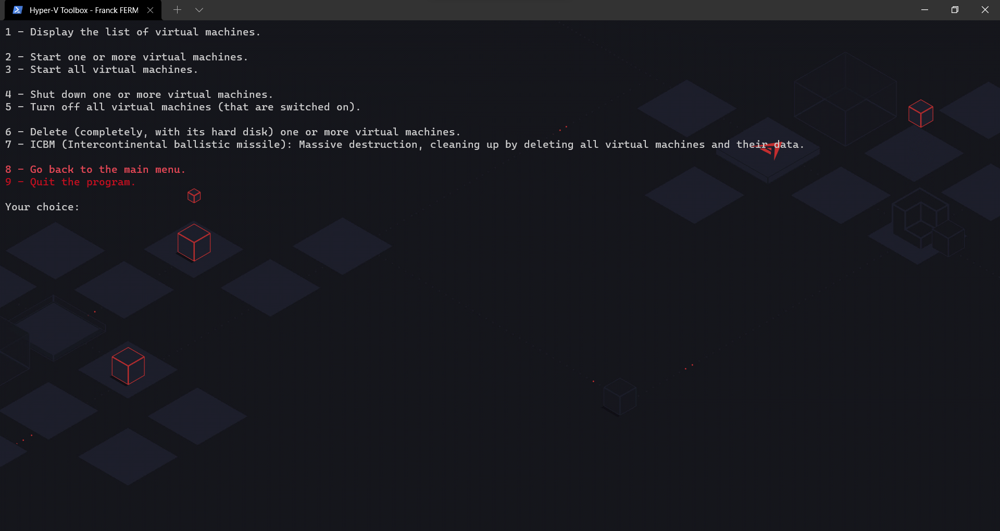 Hyper-V Toolbox - Franck FERM
1 - Display the list of virtual machines.
2 - Start one or more virtual machines.
3 - Start all virtual machines.
4 - Shut down one or more virtual machines.
5 - Turn off all virtual machines (that are switched on).
6 - Delete (completely, with its hard disk) one or more virtual machines.
7 - ICBM (Intercontinental ballistic missile): Massive destruction, cleaning up by deleting all virtual machines and their data.
8 - Go back to the main menu.
9 - Quit the program.
Your choice: